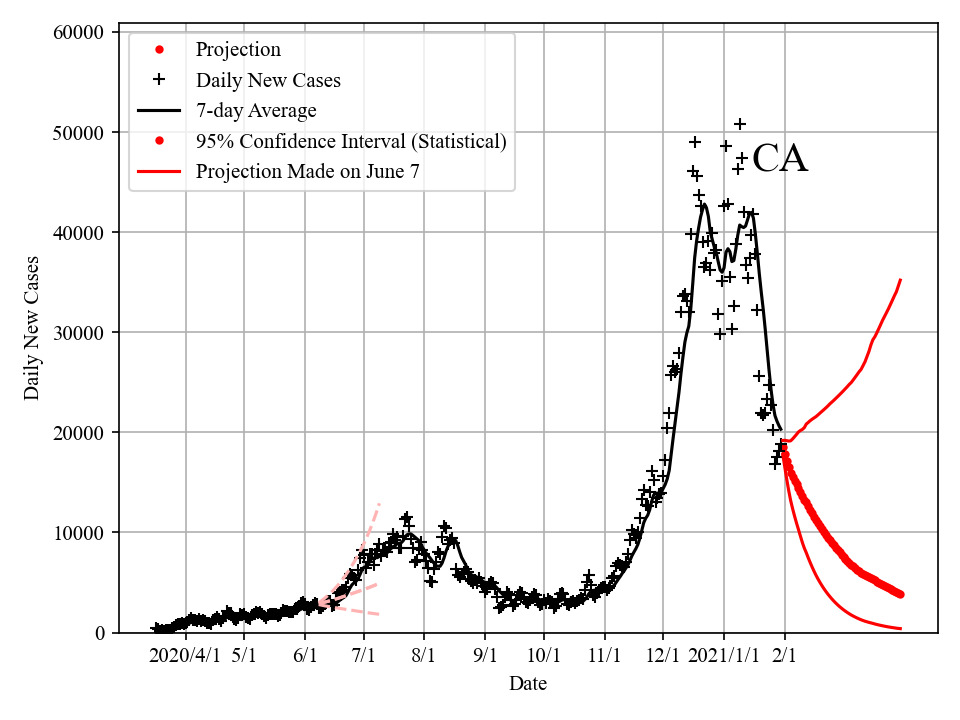 60000
50000
40000
30000
20000
10000
0
Daily New Cases
Projection
Daily New Cases
7-day Average
95% Confidence Interval (Statistical)
Projection Made on June 7
CA
2020/4/1 5/1 6/1 7/1 8/1 9/1 10/1 11/1 12/1 2021/1/1 2/1
Date